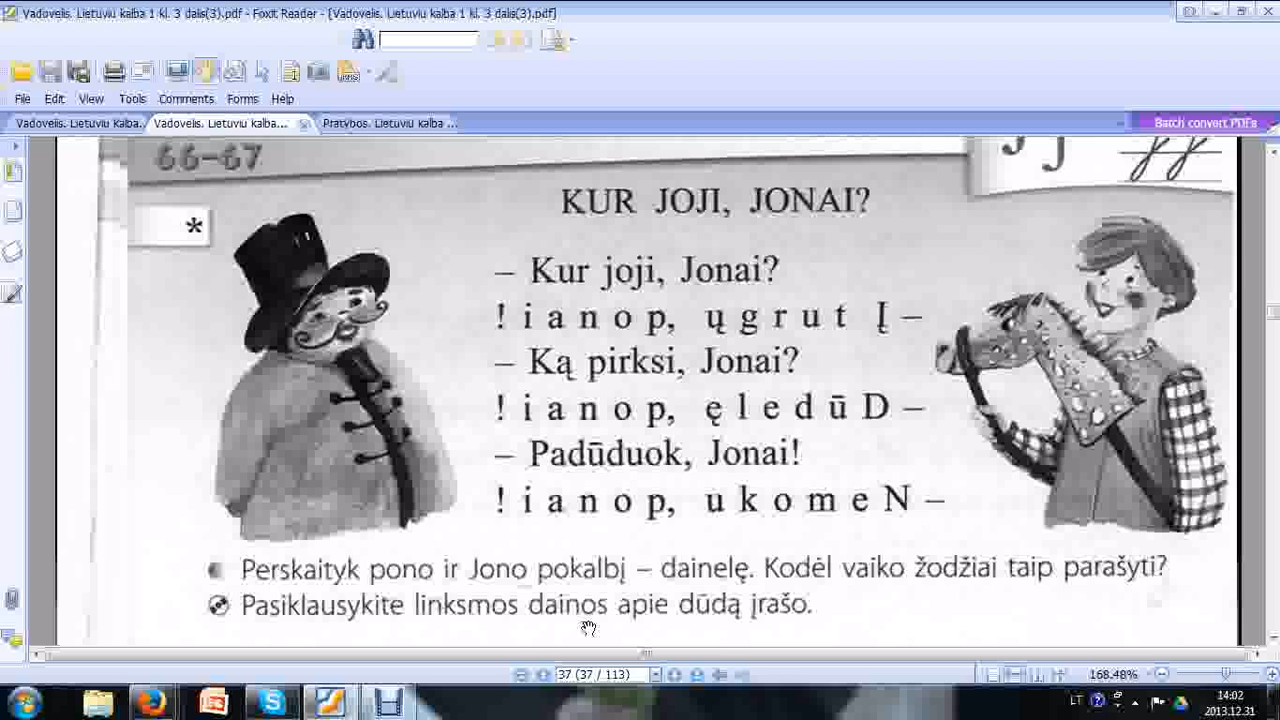 Vadovelis. Lietuviu kalba 1 kl. 3 dalis(3).pdf - Foxit Reader - [Vadovelis. Lietuviu kalba 1 kl. 3 dalis(3).pdf]
File Edit View Tools Comments Forms Help
Vadovelis. Lietuviu Kalba... Vadovelis. Lietuviu kalba... Pratybos. Lietuviu kalba ... Batch convert PDFs
66–67
*
KUR JOJI, JONAI?
– Kur joji, Jonai?
! i a n o p, ų g r u t Į –
– Ką pirksi, Jonai?
! i a n o p, ę l e d ū D –
– Padūduok, Jonai!
! i a n o p, u k o m e N –
Perskaityk pono ir Jono pokalbį – dainelę. Kodėl vaiko žodžiai taip parašyti?
Pasiklausykite linksmos dainos apie dūdą įrašo.
37 (37 / 113) 168.48%
LT 14:02
2013.12.31